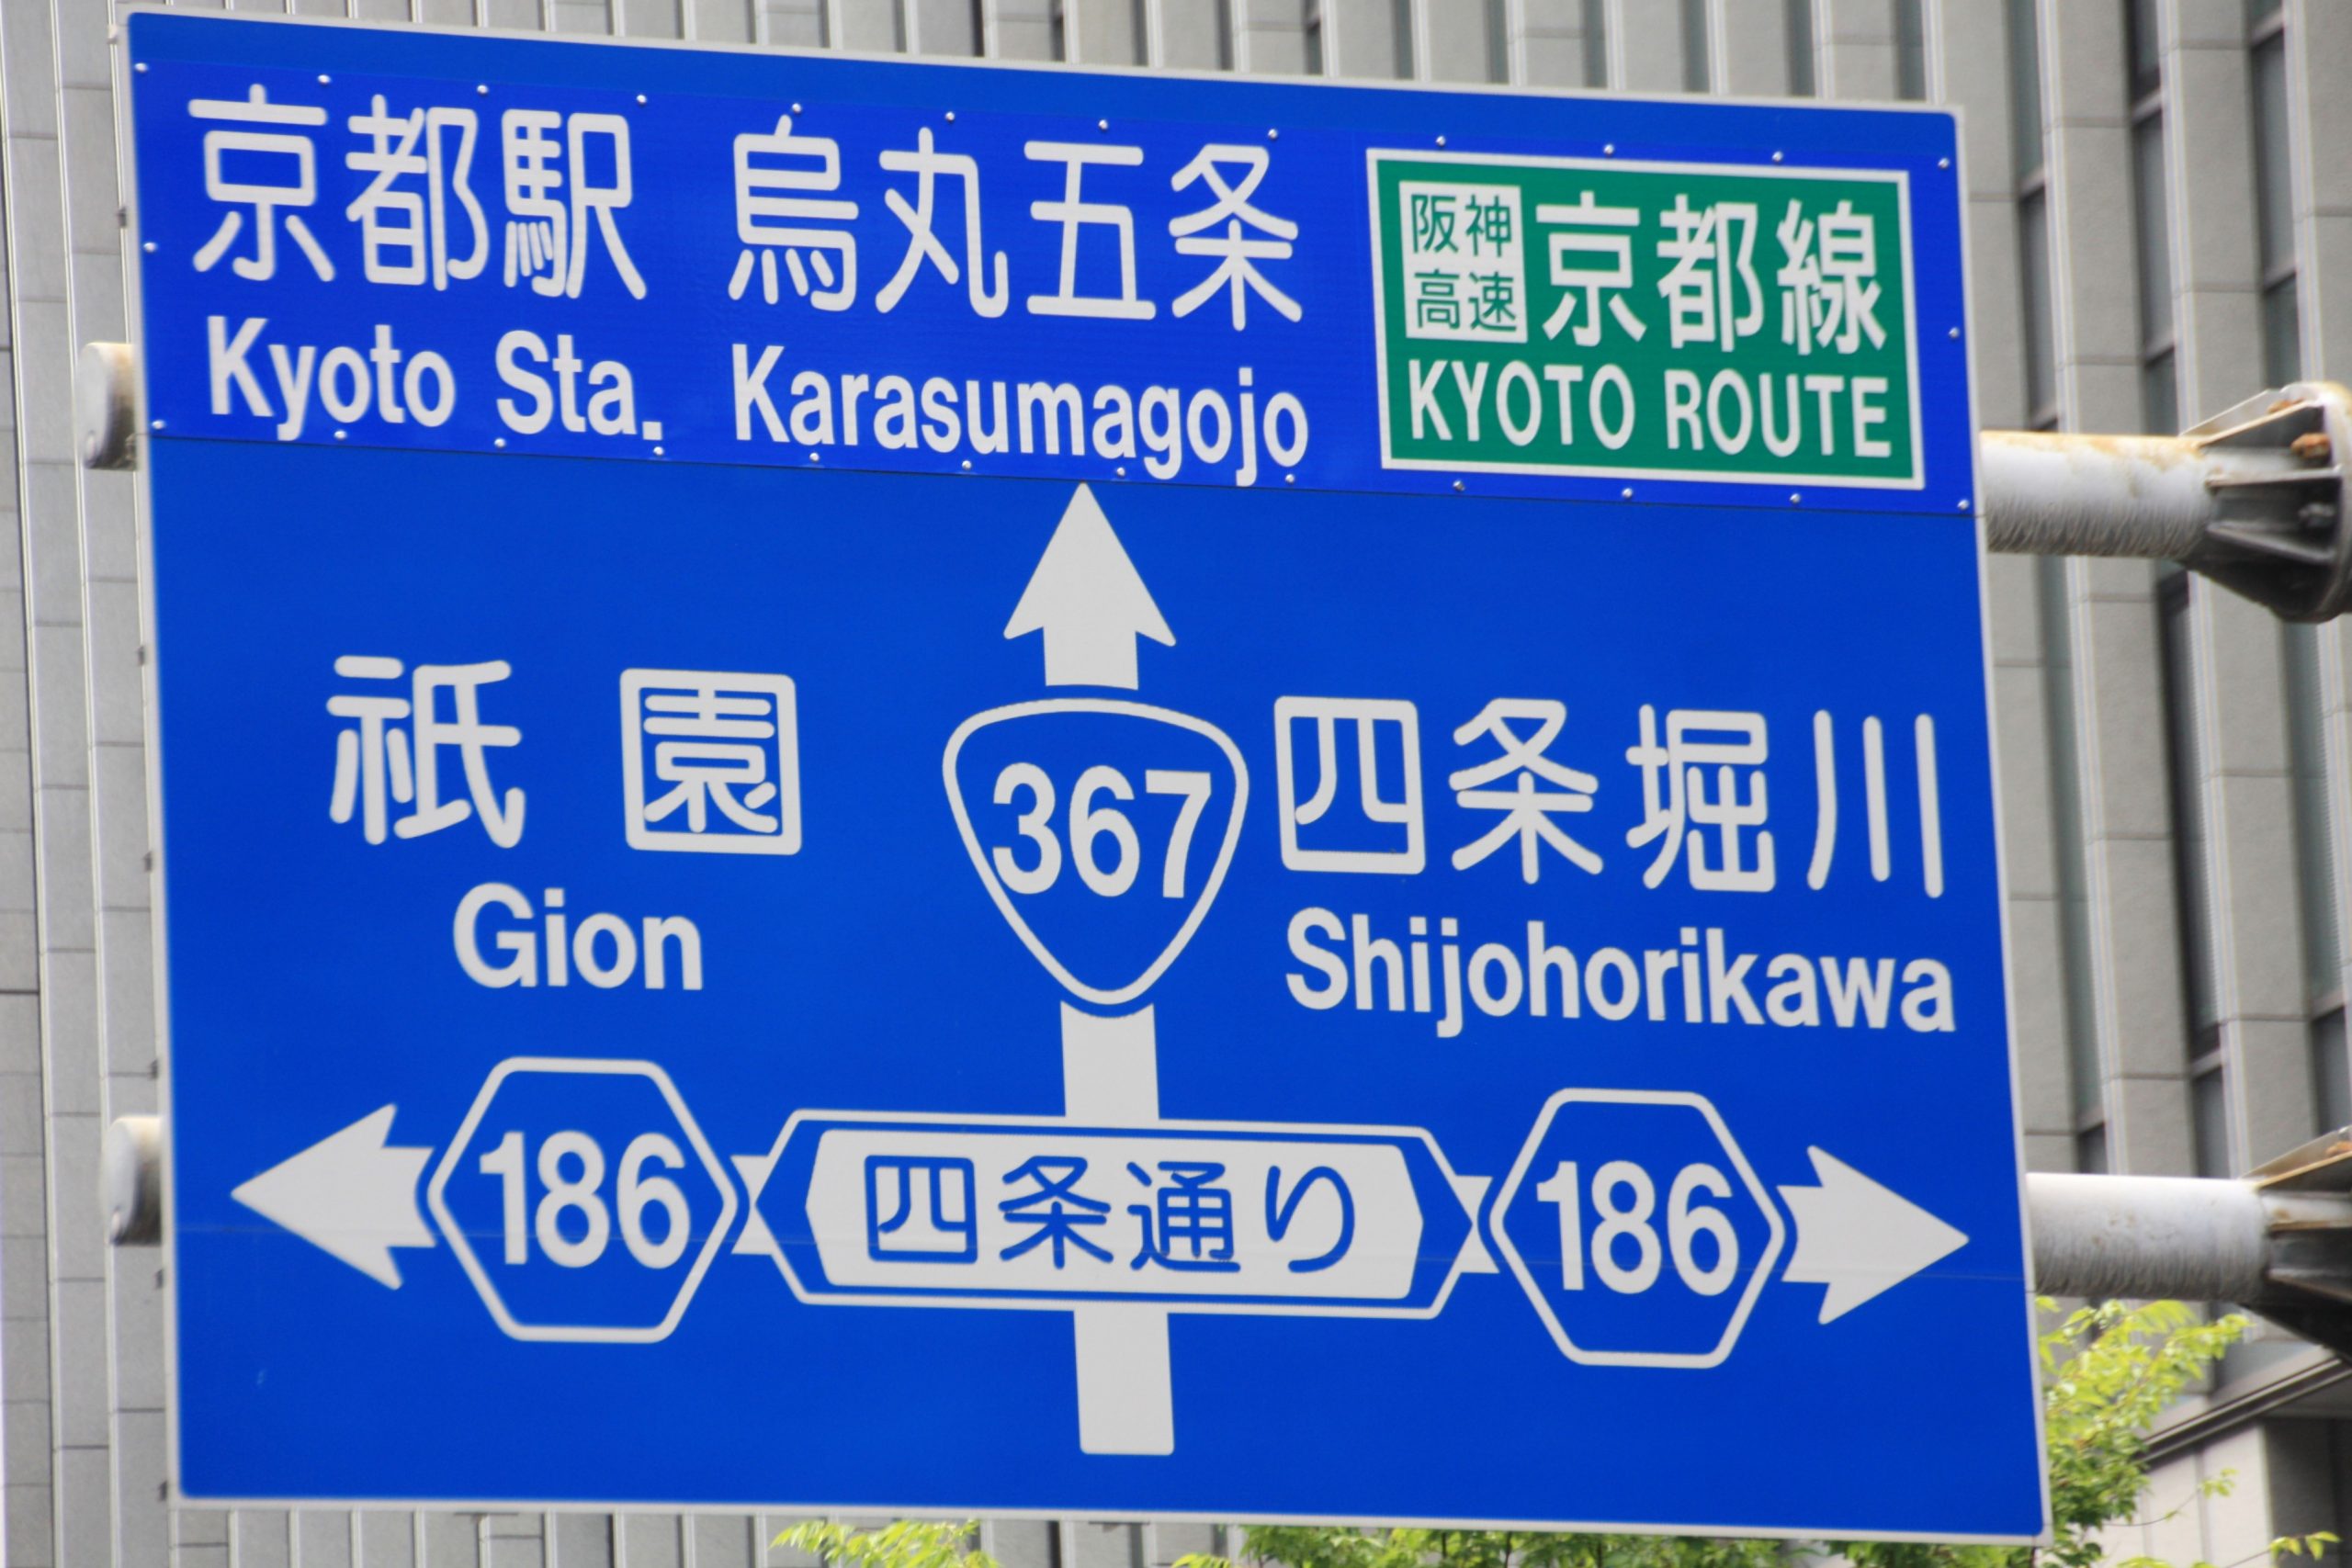 京都駅 烏丸五条
Kyoto Sta. Karasumagojo
阪神高速 京都線
KYOTO ROUTE
祇園
Gion
367
四条堀川
Shijohorikawa
186 四条通り 186